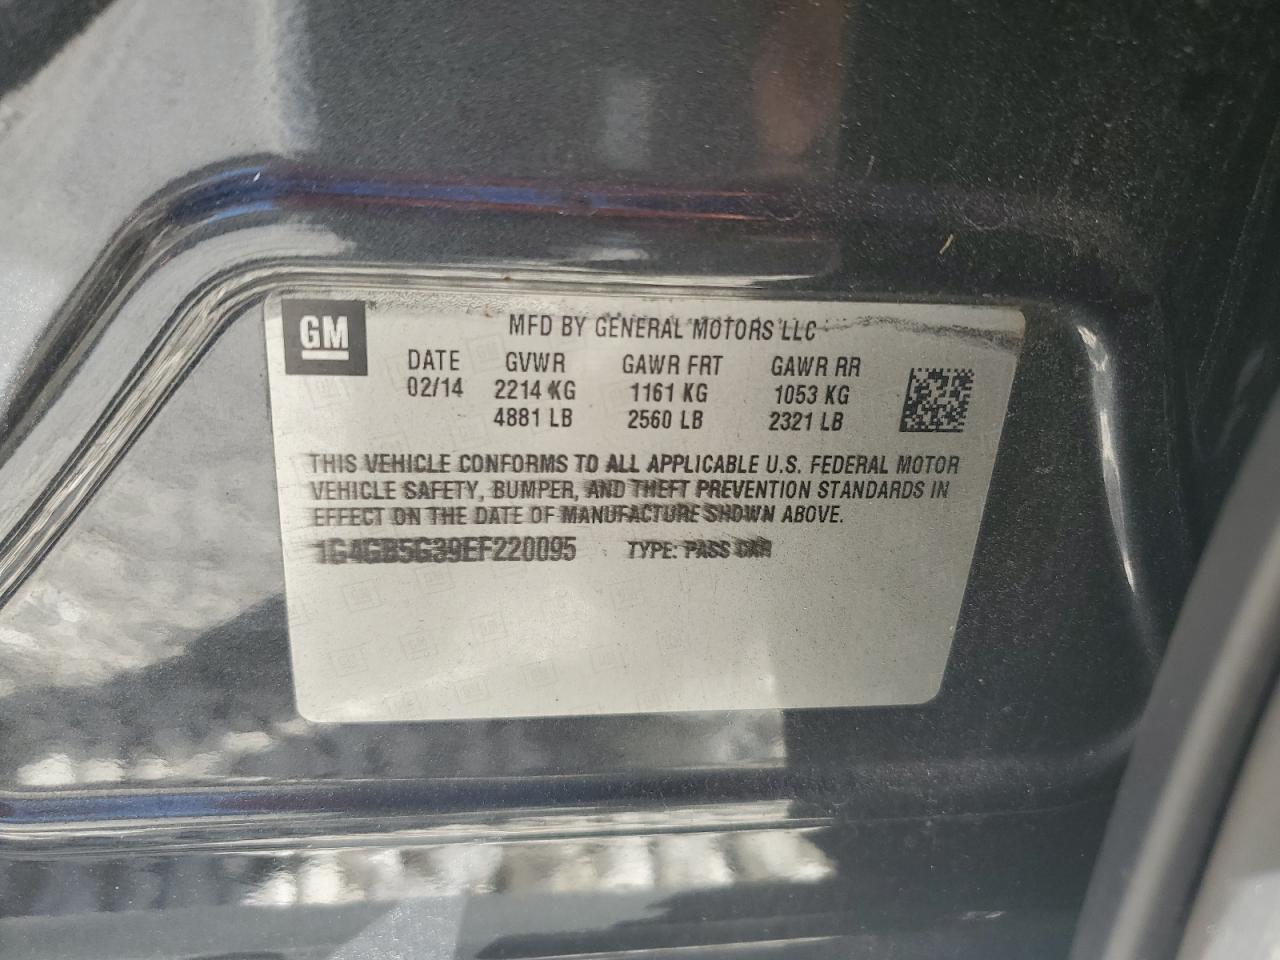 GM
MFD BY GENERAL MOTORS LLC
DATE GVWR GAWR FRT GAWR RR
02/14 2214 KG 1161 KG 1053 KG
4881 LB 2560 LB 2321 LB
THIS VEHICLE CONFORMS TO ALL APPLICABLE U.S. FEDERAL MOTOR
VEHICLE SAFETY, BUMPER, AND THEFT PREVENTION STANDARDS IN
EFFECT ON THE DATE OF MANUFACTURE SHOWN ABOVE.
1G4GB5G39EF220095 TYPE: PASS CAR